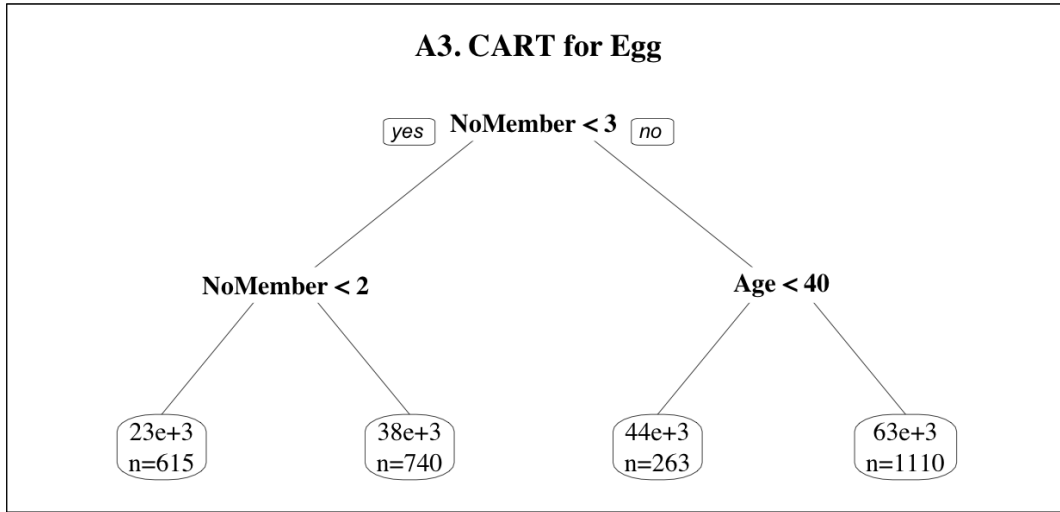 A3. CART for Egg
yes NoMember < 3 no
NoMember < 2
Age < 40
23e+3
n=615
38e+3
n=740
44e+3
n=263
63e+3
n=1110